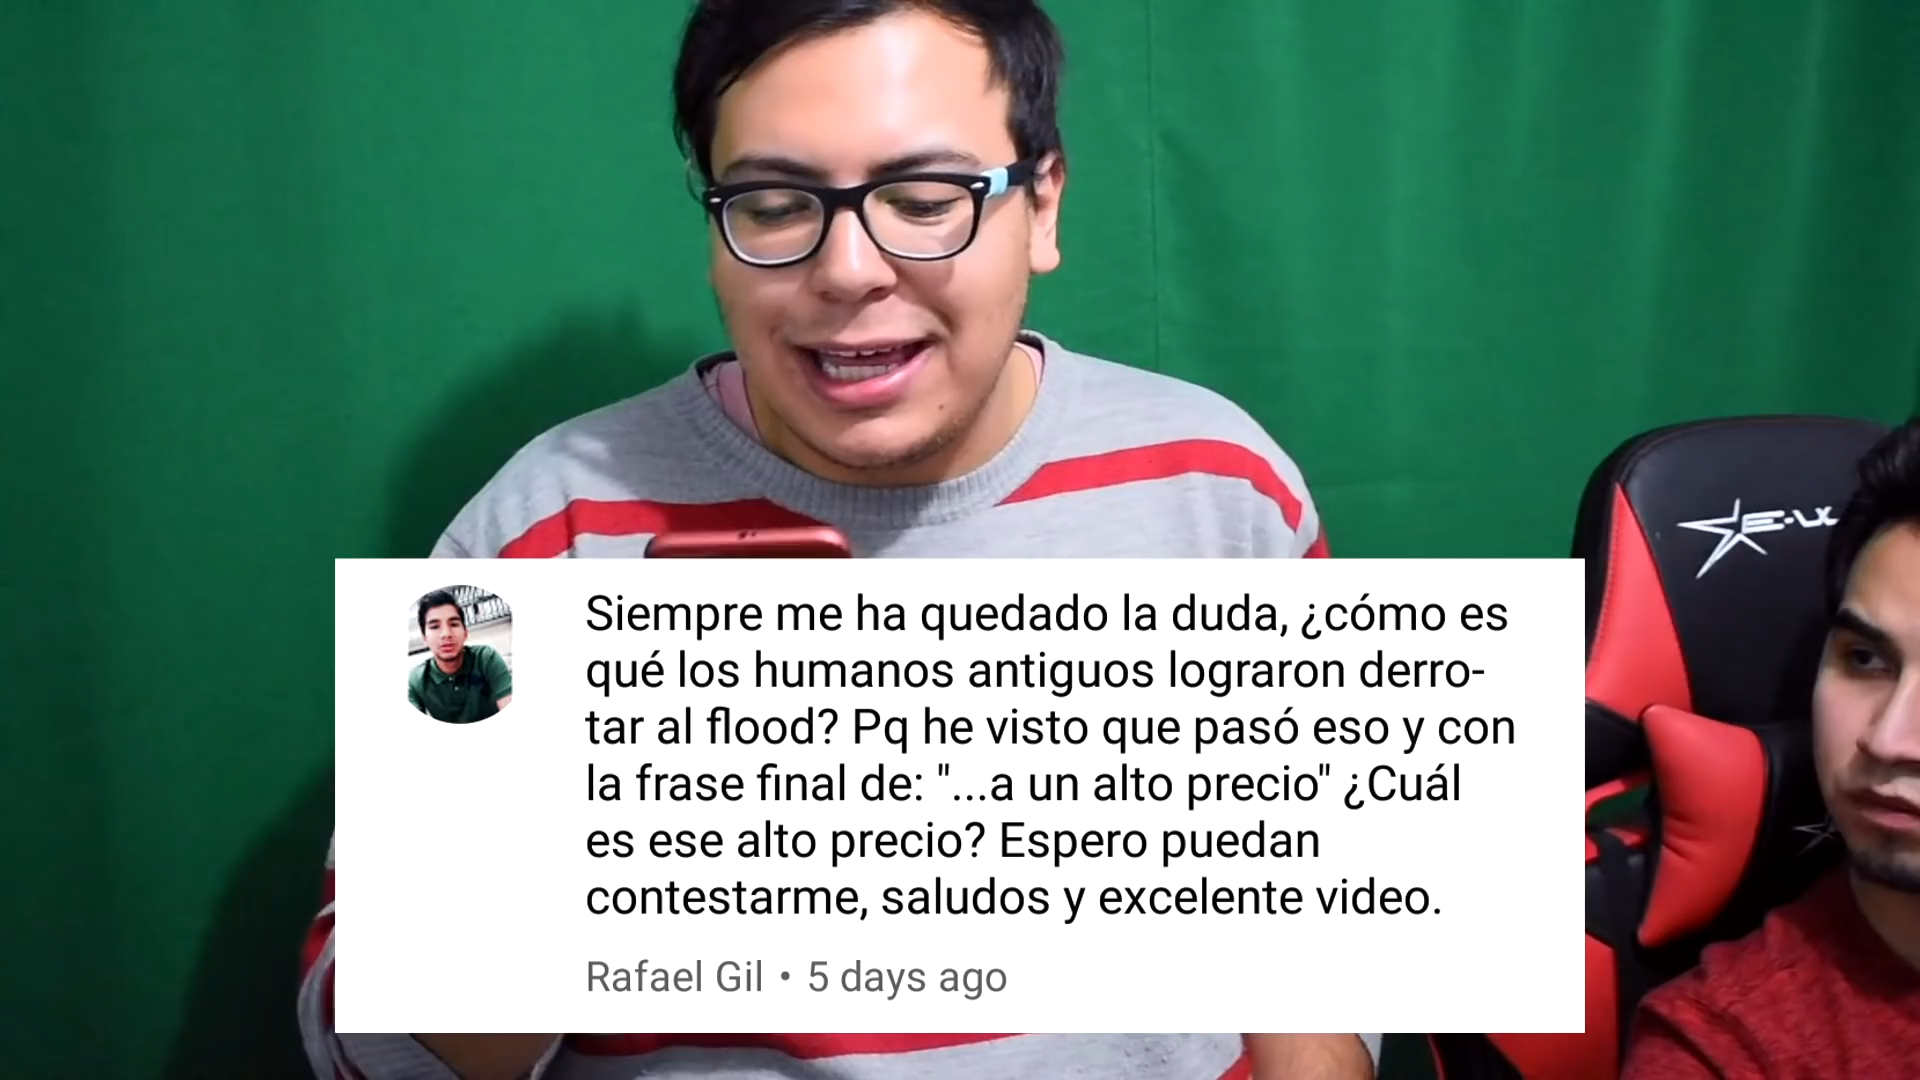 Siempre me ha quedado la duda, ¿cómo es
qué los humanos antiguos lograron derro-
tar al flood? Pq he visto que pasó eso y con
la frase final de: "...a un alto precio" ¿Cuál
es ese alto precio? Espero puedan
contestarme, saludos y excelente video.
Rafael Gil • 5 days ago